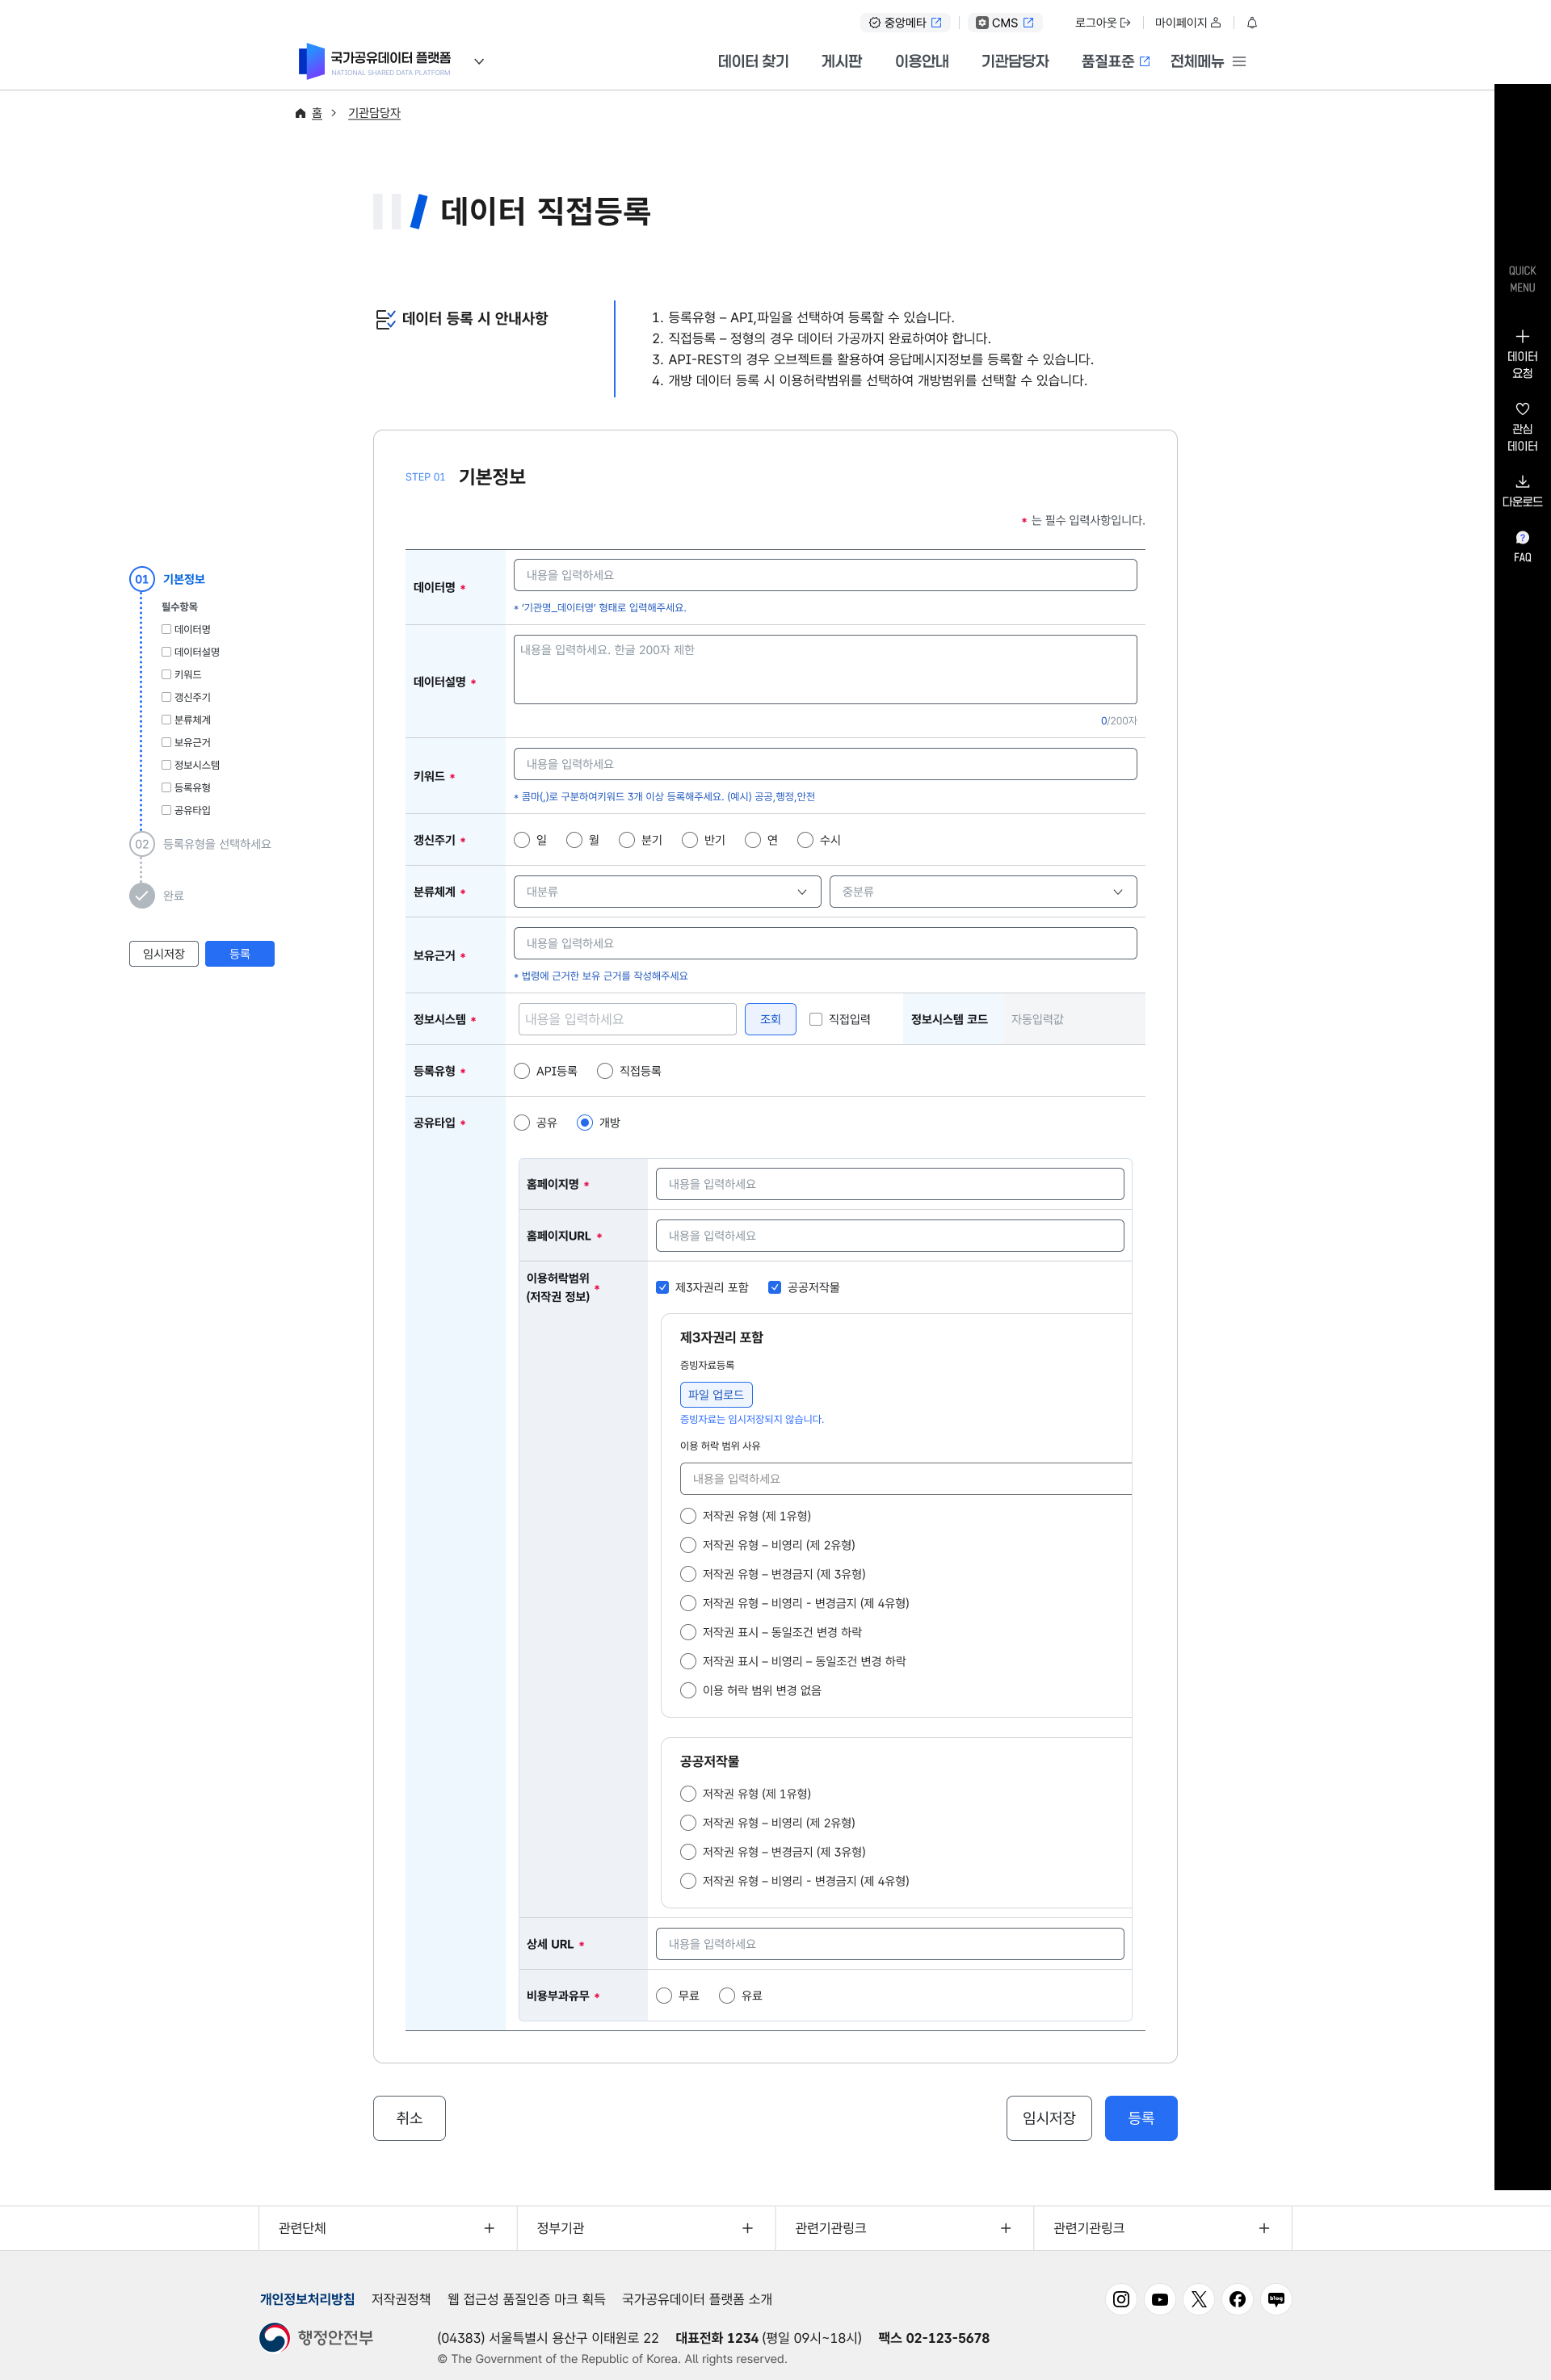 중앙메타
CMS
로그아웃
마이페이지
국가공유데이터 플랫폼
NATIONAL SHARED DATA PLATFORM
데이터 찾기
게시판
이용안내
기관담당자
품질표준
전체메뉴
홈
기관담당자
데이터 직접등록
QUICK
MENU
데이터
요청
관심
데이터
다운로드
FAQ
데이터 등록 시 안내사항
1. 등록유형 – API,파일을 선택하여 등록할 수 있습니다.
2. 직접등록 – 정형의 경우 데이터 가공까지 완료하여야 합니다.
3. API-REST의 경우 오브젝트를 활용하여 응답메시지정보를 등록할 수 있습니다.
4. 개방 데이터 등록 시 이용허락범위를 선택하여 개방범위를 선택할 수 있습니다.
01 기본정보
필수항목
데이터명
데이터설명
키워드
갱신주기
분류체계
보유근거
정보시스템
등록유형
공유타입
02 등록유형을 선택하세요
완료
임시저장
등록
STEP 01 기본정보
* 는 필수 입력사항입니다.
데이터명 *
내용을 입력하세요
* '기관명_데이터명' 형태로 입력해주세요.
데이터설명 *
내용을 입력하세요. 한글 200자 제한
0/200자
키워드 *
내용을 입력하세요
* 콤마(,)로 구분하여키워드 3개 이상 등록해주세요. (예시) 공공,행정,안전
갱신주기 *
일 월 분기 반기 연 수시
분류체계 *
대분류
중분류
보유근거 *
내용을 입력하세요
* 법령에 근거한 보유 근거를 작성해주세요
정보시스템 *
내용을 입력하세요
조회
직접입력
정보시스템 코드
자동입력값
등록유형 *
API등록 직접등록
공유타입 *
공유 개방
홈페이지명 *
내용을 입력하세요
홈페이지URL *
내용을 입력하세요
이용허락범위 *
(저작권 정보)
제3자권리 포함 공공저작물
제3자권리 포함
증빙자료등록
파일 업로드
증빙자료는 임시저장되지 않습니다.
이용 허락 범위 사유
내용을 입력하세요
저작권 유형 (제 1유형)
저작권 유형 – 비영리 (제 2유형)
저작권 유형 – 변경금지 (제 3유형)
저작권 유형 – 비영리 - 변경금지 (제 4유형)
저작권 표시 – 동일조건 변경 하락
저작권 표시 – 비영리 – 동일조건 변경 하락
이용 허락 범위 변경 없음
공공저작물
저작권 유형 (제 1유형)
저작권 유형 – 비영리 (제 2유형)
저작권 유형 – 변경금지 (제 3유형)
저작권 유형 – 비영리 - 변경금지 (제 4유형)
상세 URL *
내용을 입력하세요
비용부과유무 *
무료 유료
취소
임시저장
등록
관련단체
정부기관
관련기관링크
관련기관링크
개인정보처리방침
저작권정책
웹 접근성 품질인증 마크 획득
국가공유데이터 플랫폼 소개
blog
행정안전부
(04383) 서울특별시 용산구 이태원로 22 대표전화 1234 (평일 09시~18시) 팩스 02-123-5678
© The Government of the Republic of Korea. All rights reserved.